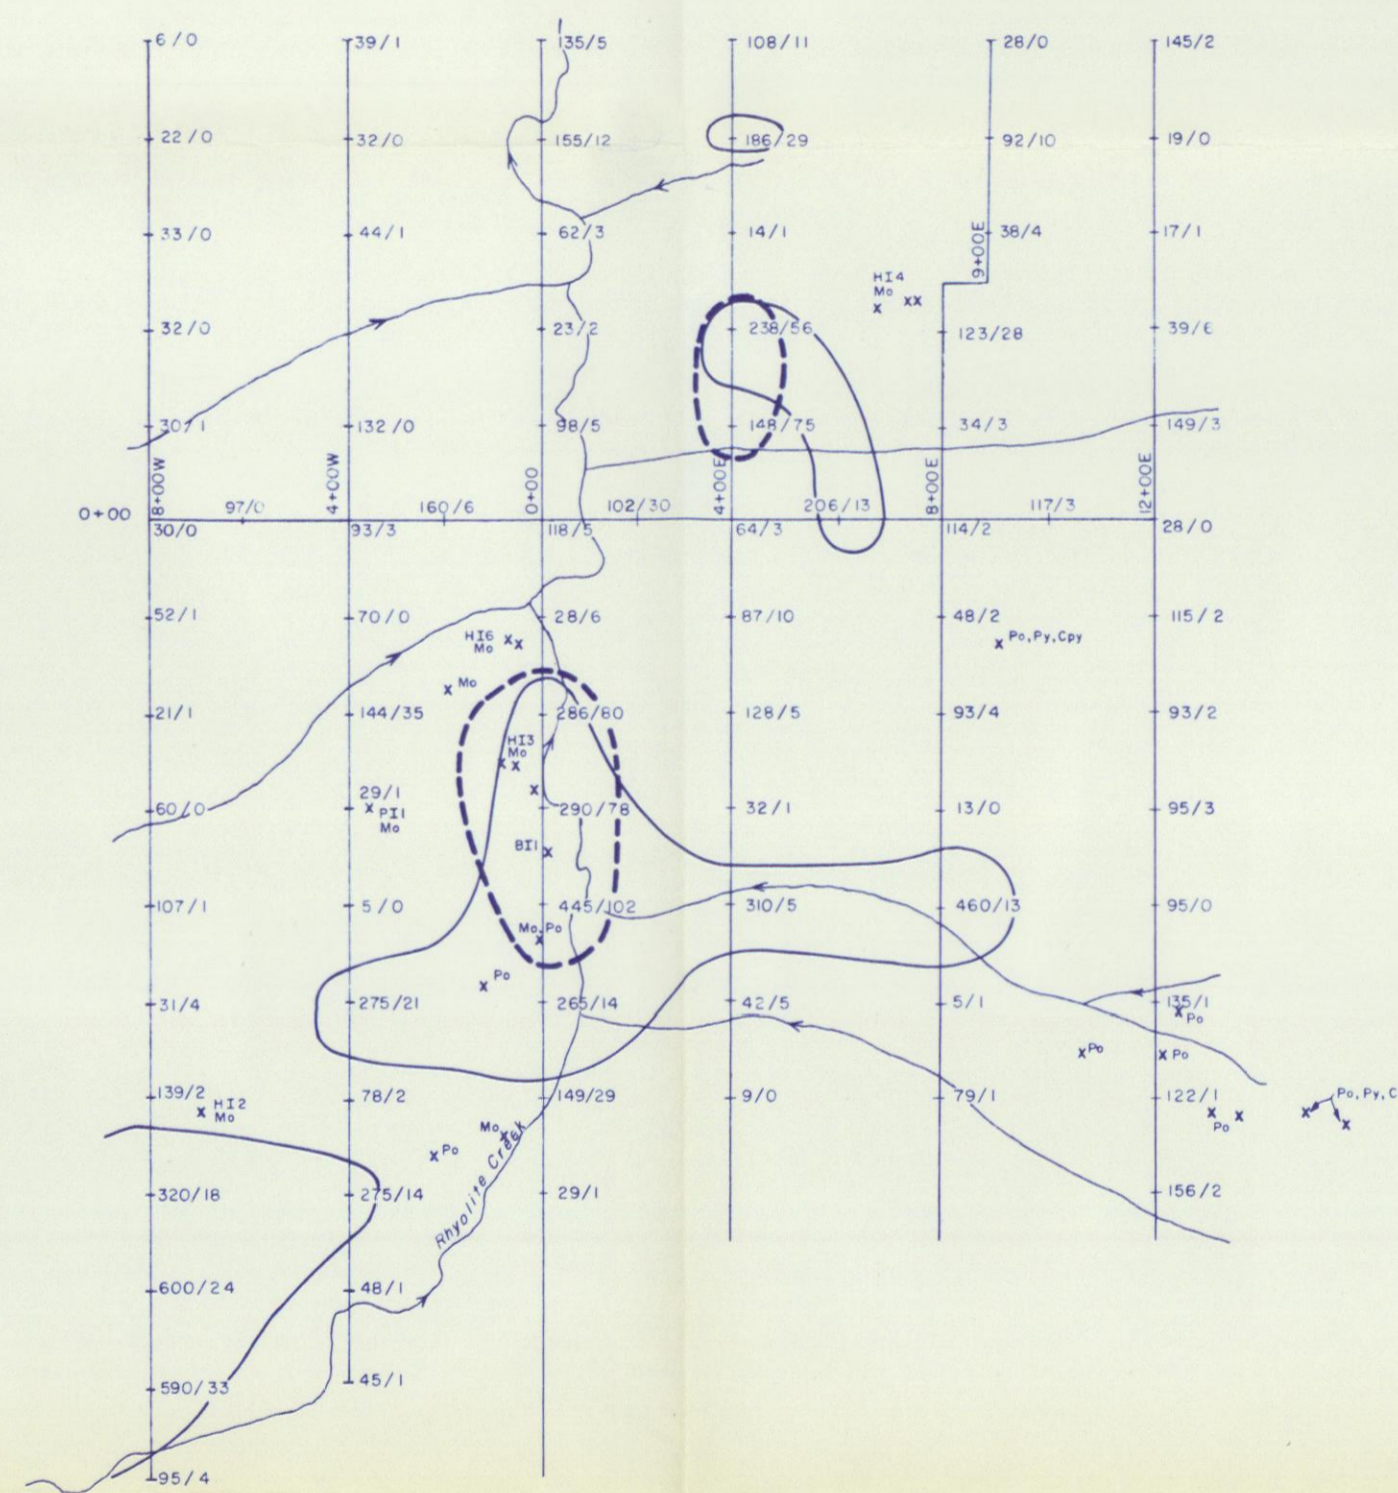 6/0 39/1 135/5 108/11 28/0 145/2
22/0 32/0 155/12 186/29 92/10 19/0
33/0 44/1 62/3 14/1 38/4 17/1
9+00E
HI4
Mo
32/0 23/2 238/56 123/28 39/6
30/1 132/0 98/5 148/75 34/3 149/3
8+00W 4+00W 0+00 4+00E 8+00E 12+00E
97/0 160/6 102/30 206/13 117/3
0+00
30/0 93/3 118/5 64/3 114/2 28/0
52/1 70/0 28/6 87/10 48/2 115/2
HI6
Mo
Po,Py,Cpy
Mo
21/1 144/35 286/80 128/5 93/4 93/2
HI3
Mo
29/1
60/0 290/78 32/1 13/0 95/3
PI1
Mo
BI1
107/1 5/0 445/102 310/5 460/13 95/0
Mo,Po
Po
31/4 275/21 265/14 42/5 5/1 135/1
Po
Po Po
139/2 78/2 149/29 9/0 79/1 122/1
HI2
Mo
Po,Py,C
Po
Mo
Po
Rhyolite Creek
320/18 275/14 29/1 156/2
600/24 48/1
590/33 45/1
95/4